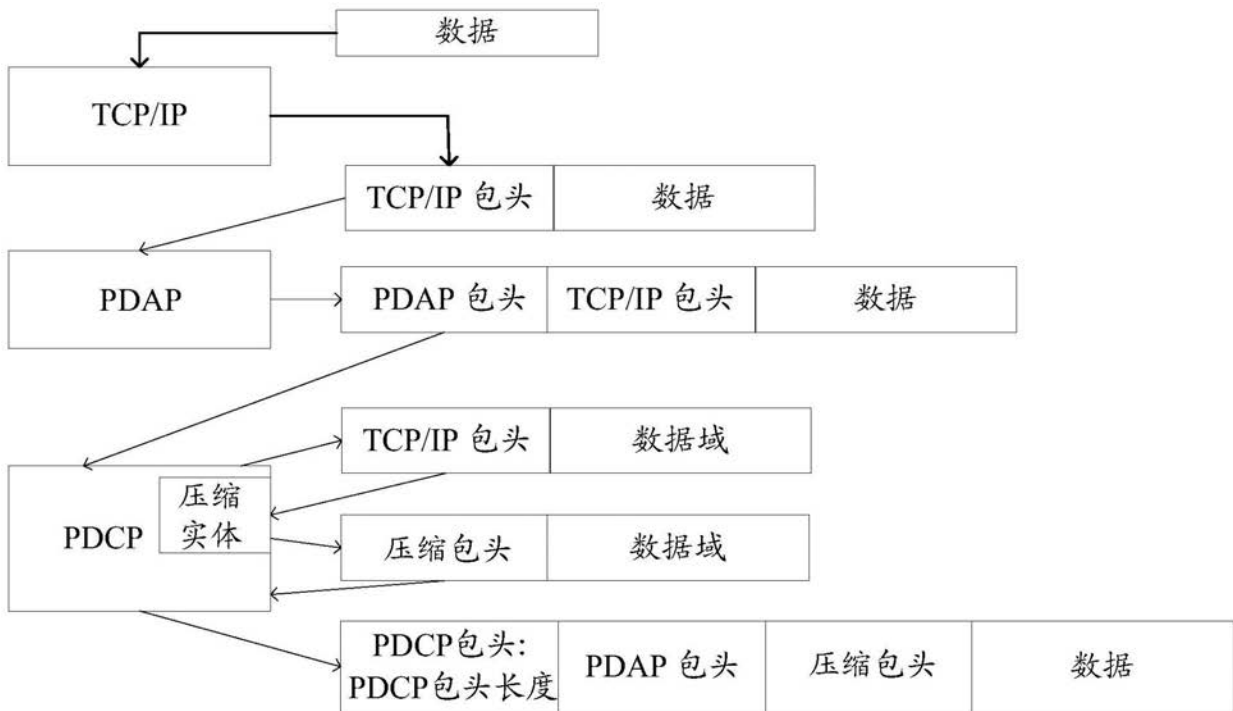 数据
TCP/IP
TCP/IP 包头 数据
PDAP
PDAP 包头 TCP/IP 包头 数据
TCP/IP 包头 数据域
PDCP
压缩
实体
压缩包头 数据域
PDCP包头:
PDCP包头长度
PDAP 包头 压缩包头 数据